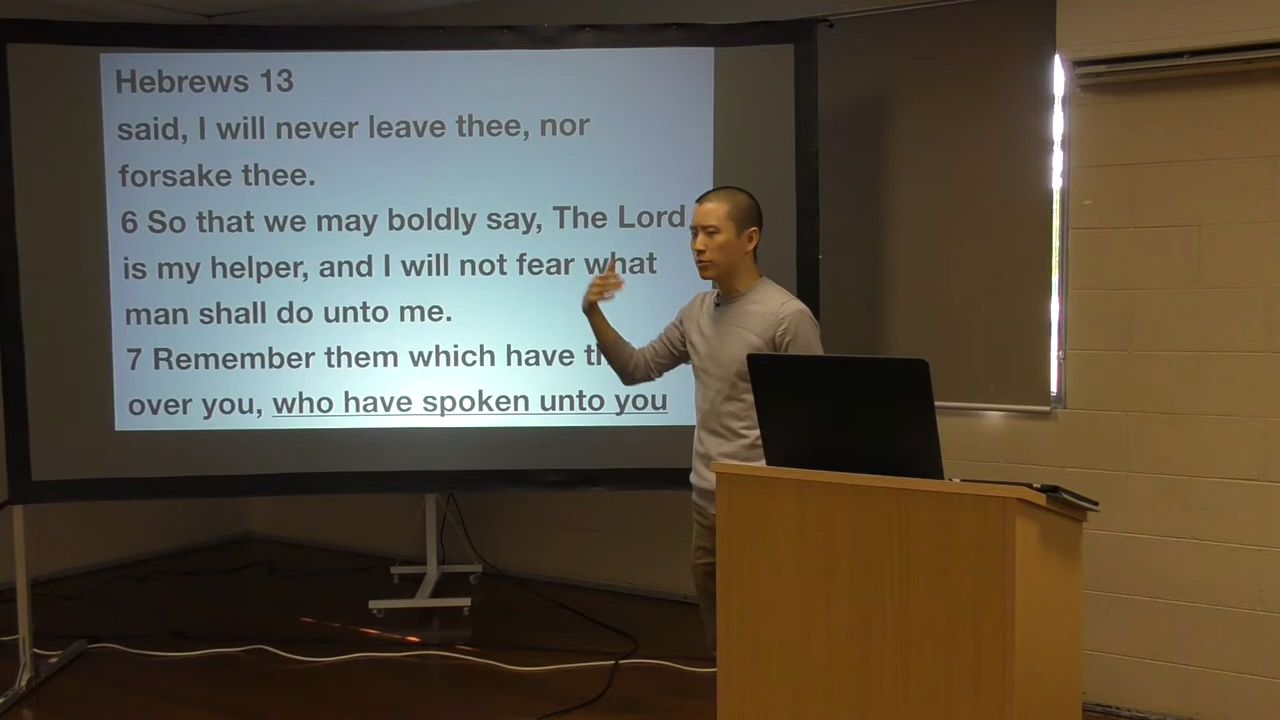 Hebrews 13
said, I will never leave thee, nor
forsake thee.
6 So that we may boldly say, The Lord
is my helper, and I will not fear what
man shall do unto me.
7 Remember them which have
over you, who have spoken unto you